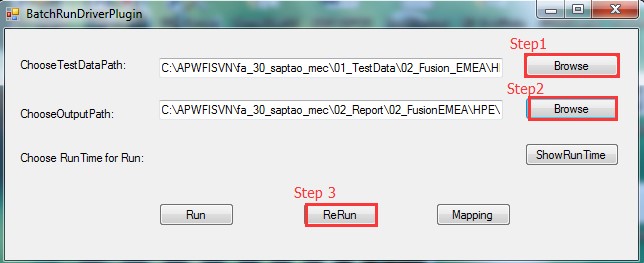 BatchRunDriverPlugin
Step1
ChooseTestDataPath: C:\APWFISVN\fa_30_saptao_mec\01_TestData\02_Fusion_EMEA\HF Browse
Step2
ChooseOutputPath: C:\APWFISVN\fa_30_saptao_mec\02_Report\02_FusionEMEA\HPE\ Browse
Choose RunTime for Run: ShowRunTime
Step 3
Run ReRun Mapping